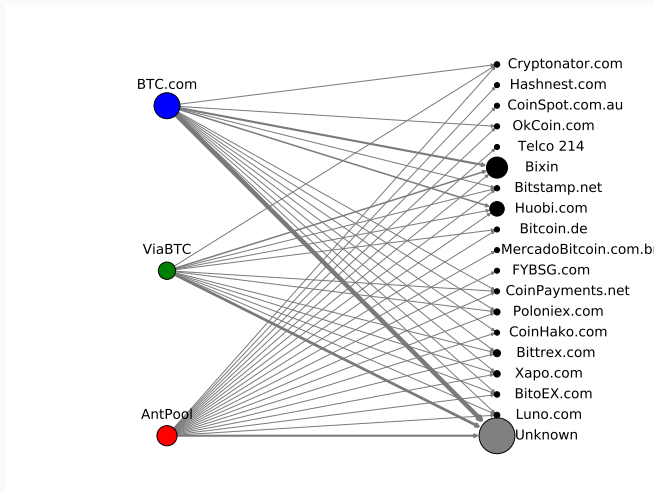 BTC.com
ViaBTC
AntPool
Cryptonator.com
Hashnest.com
CoinSpot.com.au
OkCoin.com
Telco 214
Bixin
Bitstamp.net
Huobi.com
Bitcoin.de
MercadoBitcoin.com.br
FYBSG.com
CoinPayments.net
Poloniex.com
CoinHako.com
Bittrex.com
Xapo.com
BitoEX.com
Luno.com
Unknown